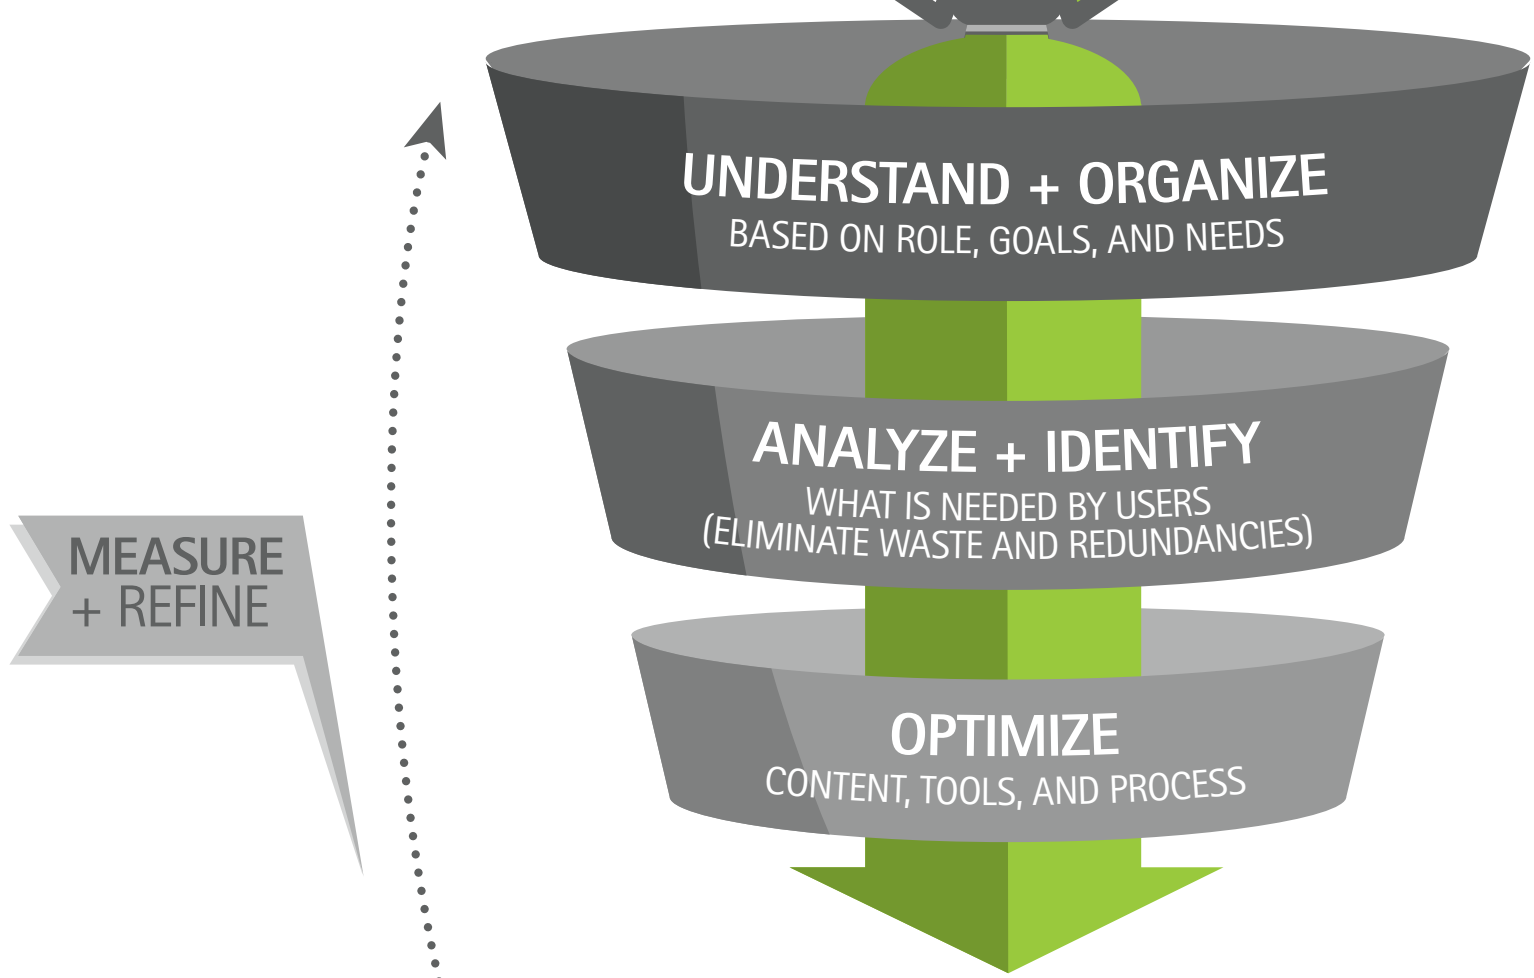 UNDERSTAND + ORGANIZE
BASED ON ROLE, GOALS, AND NEEDS
ANALYZE + IDENTIFY
WHAT IS NEEDED BY USERS
(ELIMINATE WASTE AND REDUNDANCIES)
MEASURE
+ REFINE
OPTIMIZE
CONTENT, TOOLS, AND PROCESS